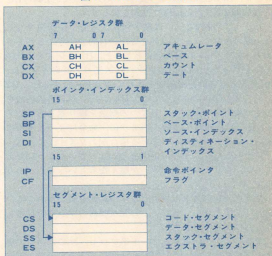 データ・レジスタ群
7 0 7 0
AX AH AL アキュムレータ
BX BH BL ベース
CX CH CL カウント
DX DH DL データ
ポインタ・インデックス群
15 0
SP スタック・ポイント
BP ベース・ポイント
SI ソース・インデックス
DI ディスティネーション・
インデックス
15 1
IP 命令ポインタ
CF フラグ
セグメント・レジスタ群
15 0
CS コード・セグメント
DS データ・セグメント
SS スタック・セグメント
ES エクストラ・セグメント